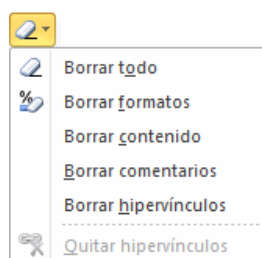 Borrar todo
Borrar formatos
Borrar contenido
Borrar comentarios
Borrar hipervínculos
Quitar hipervínculos